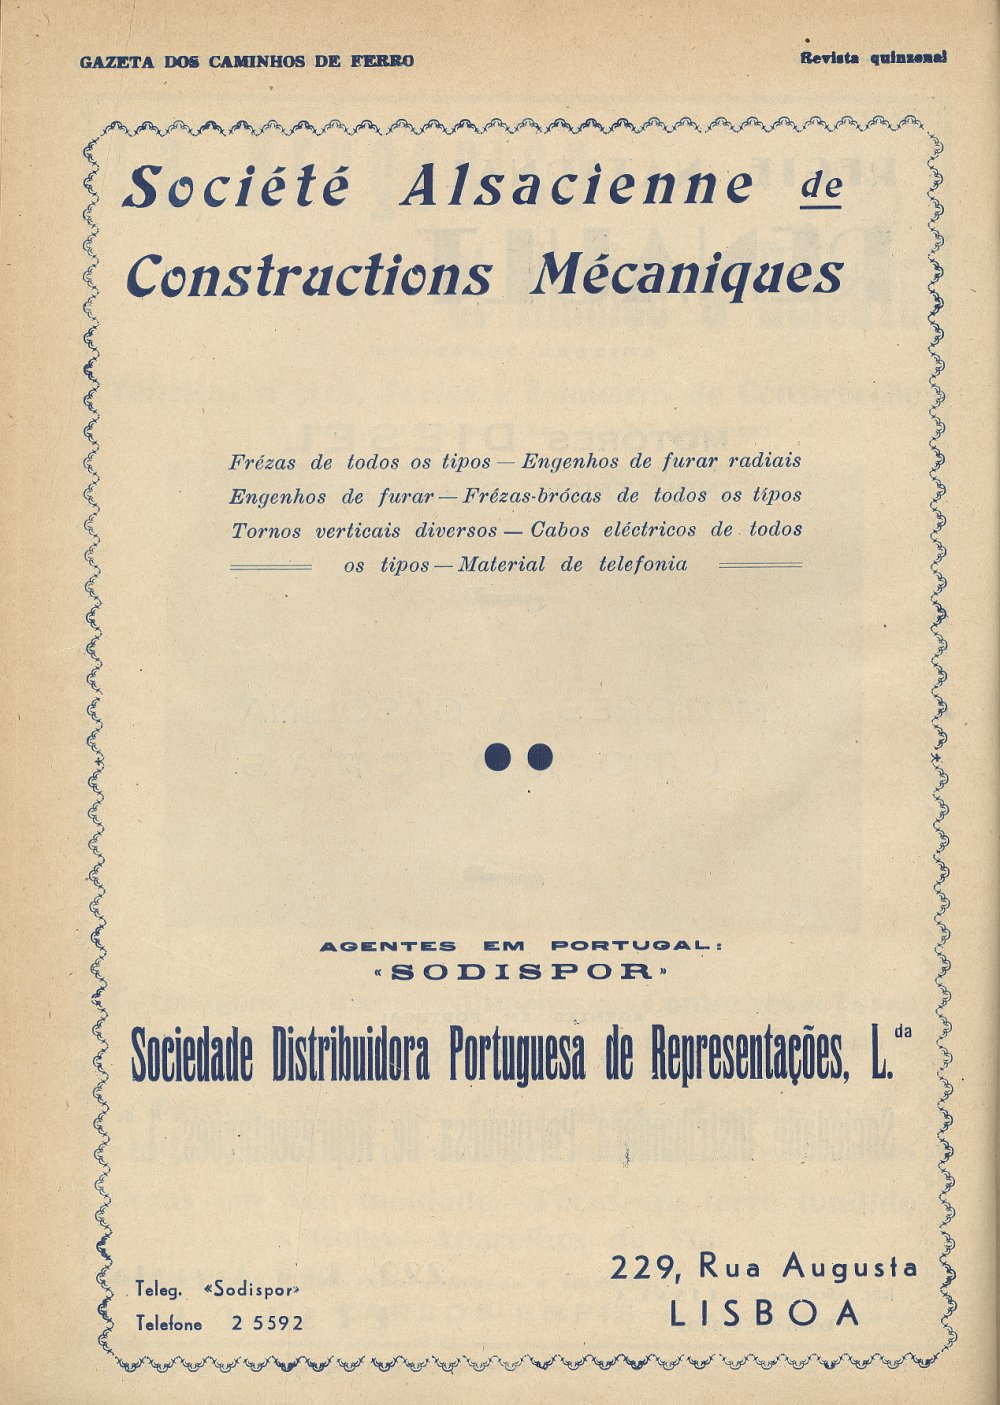 GAZETA DOS CAMINHOS DE FERRO
Revista quinzenal
Société Alsacienne de
Constructions Mécaniques
Frézas de todos os tipos — Engenhos de furar radiais
Engenhos de furar — Frézas-brócas de todos os tipos
Tornos verticais diversos — Cabos eléctricos de todos
os tipos — Material de telefonia
AGENTES EM PORTUGAL:
«SODISPOR»
Sociedade Distribuidora Portuguesa de Representações, L.da
229, Rua Augusta
LISBOA
Teleg. «Sodispor»
Telefone 2 5592